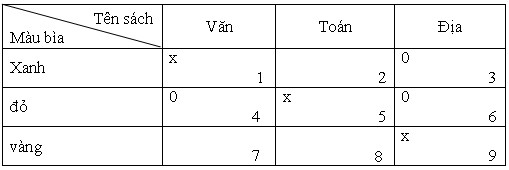 Tên sách
Màu bìa
Văn
Toán
Địa
Xanh
x
1
2
0
3
đỏ
0
4
x
5
0
6
vàng
7
8
x
9